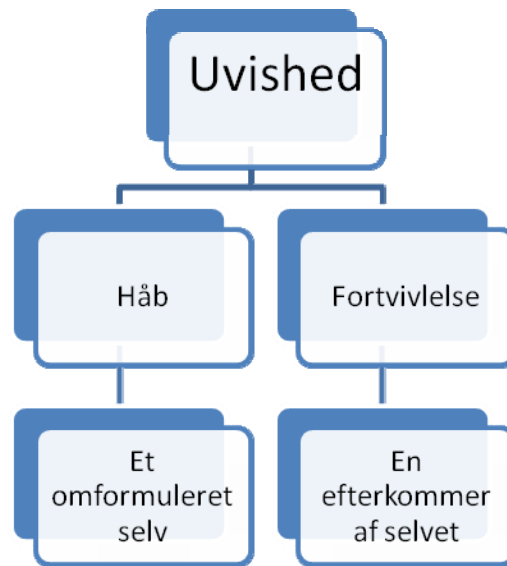 Uvished
Håb
Fortvivlelse
Et
omformuleret
selv
En
efterkommer
af selvet